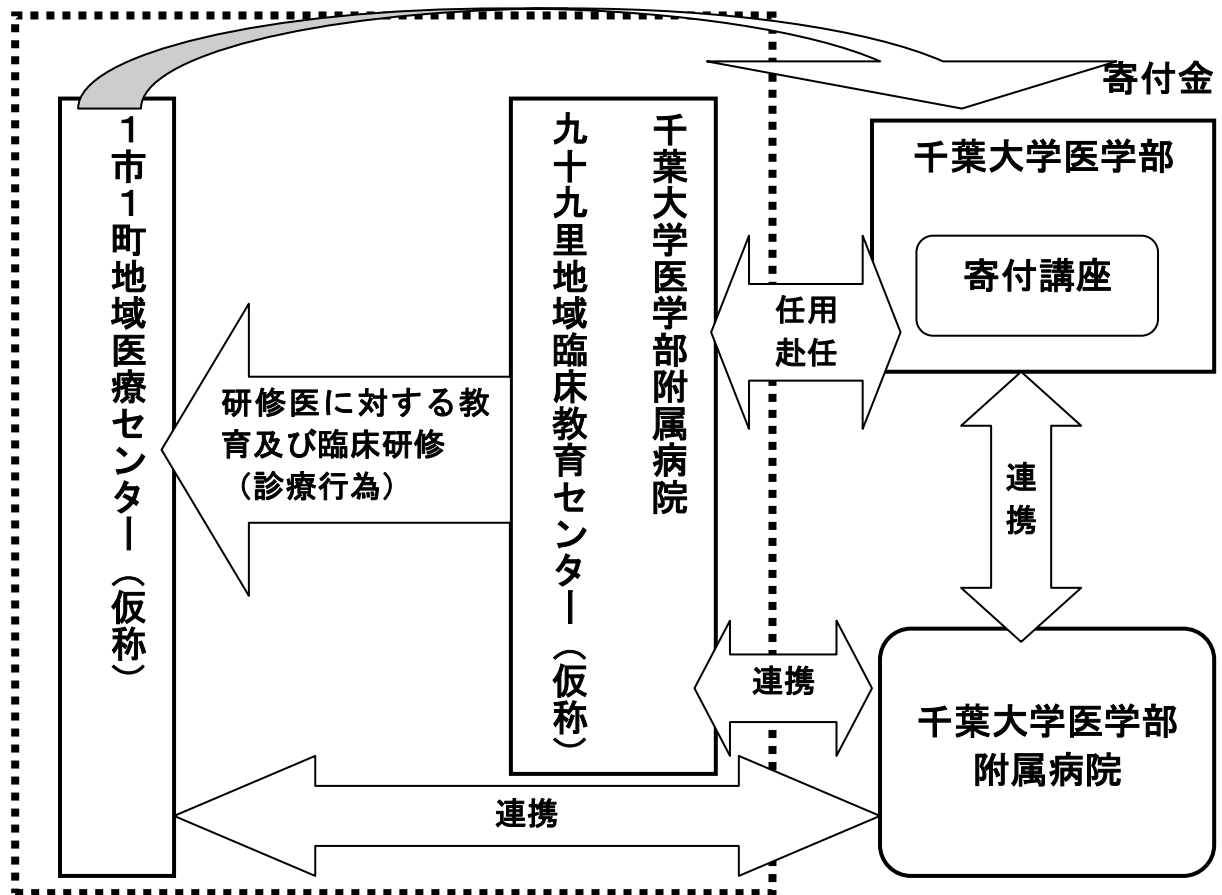 寄付金
1市1町地域医療センター（仮称）
千葉大学医学部附属病院
九十九里地域臨床教育センター（仮称）
千葉大学医学部
寄付講座
任用
赴任
研修医に対する教
育及び臨床研修
（診療行為）
連
携
連携
千葉大学医学部
附属病院
連携